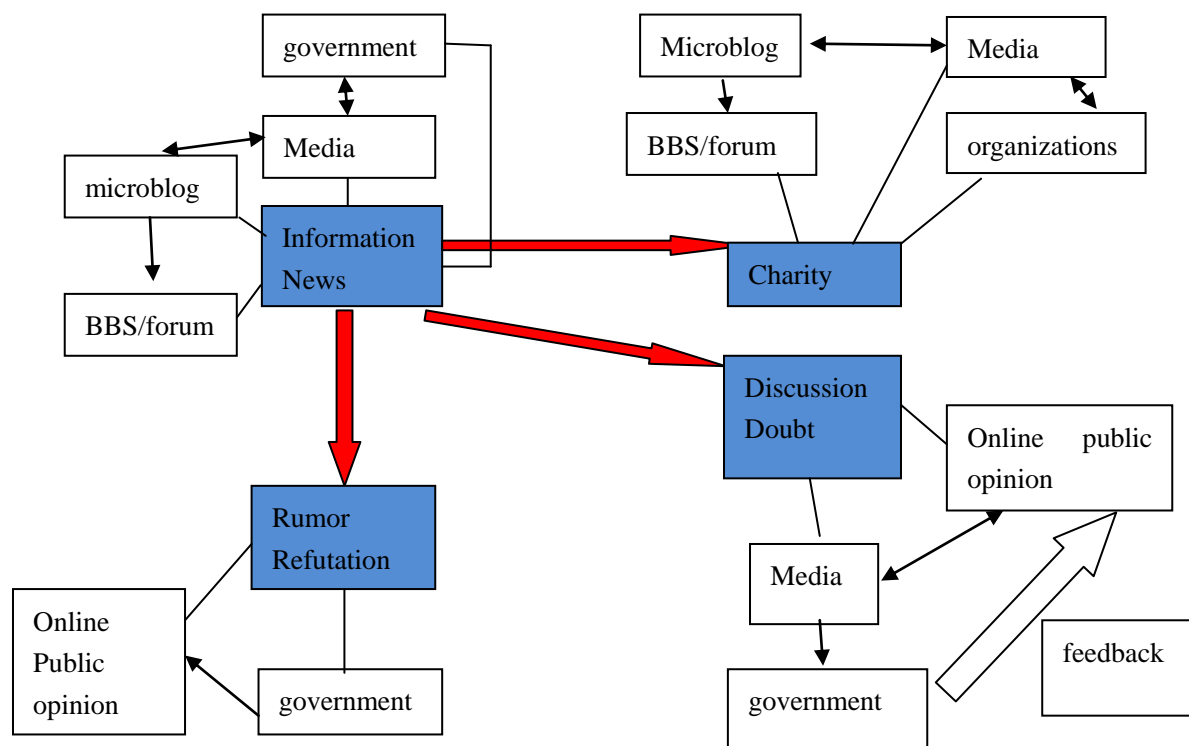 government
Media
microblog
BBS/forum
Information
News
Microblog
Media
BBS/forum
organizations
Charity
Discussion
Doubt
Online public
opinion
Media
government
feedback
Rumor
Refutation
Online
Public
opinion
government